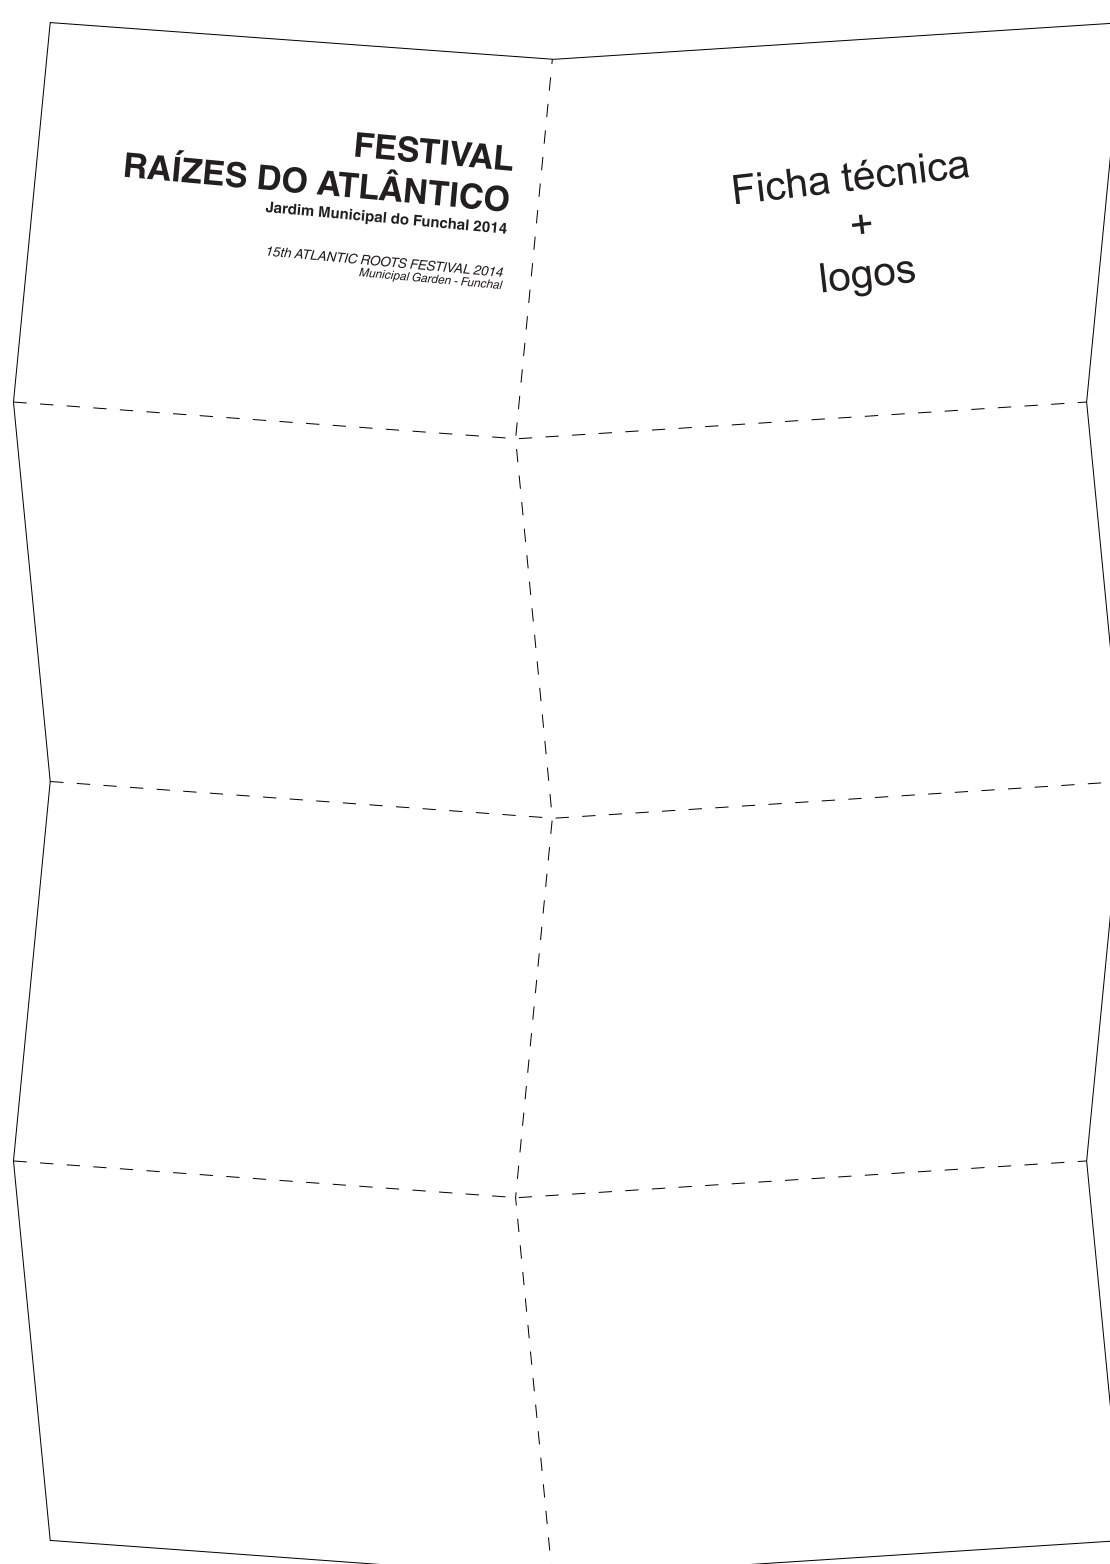 FESTIVAL
RAÍZES DO ATLÂNTICO
Jardim Municipal do Funchal 2014
15th ATLANTIC ROOTS FESTIVAL 2014
Municipal Garden - Funchal
Ficha técnica
+
logos